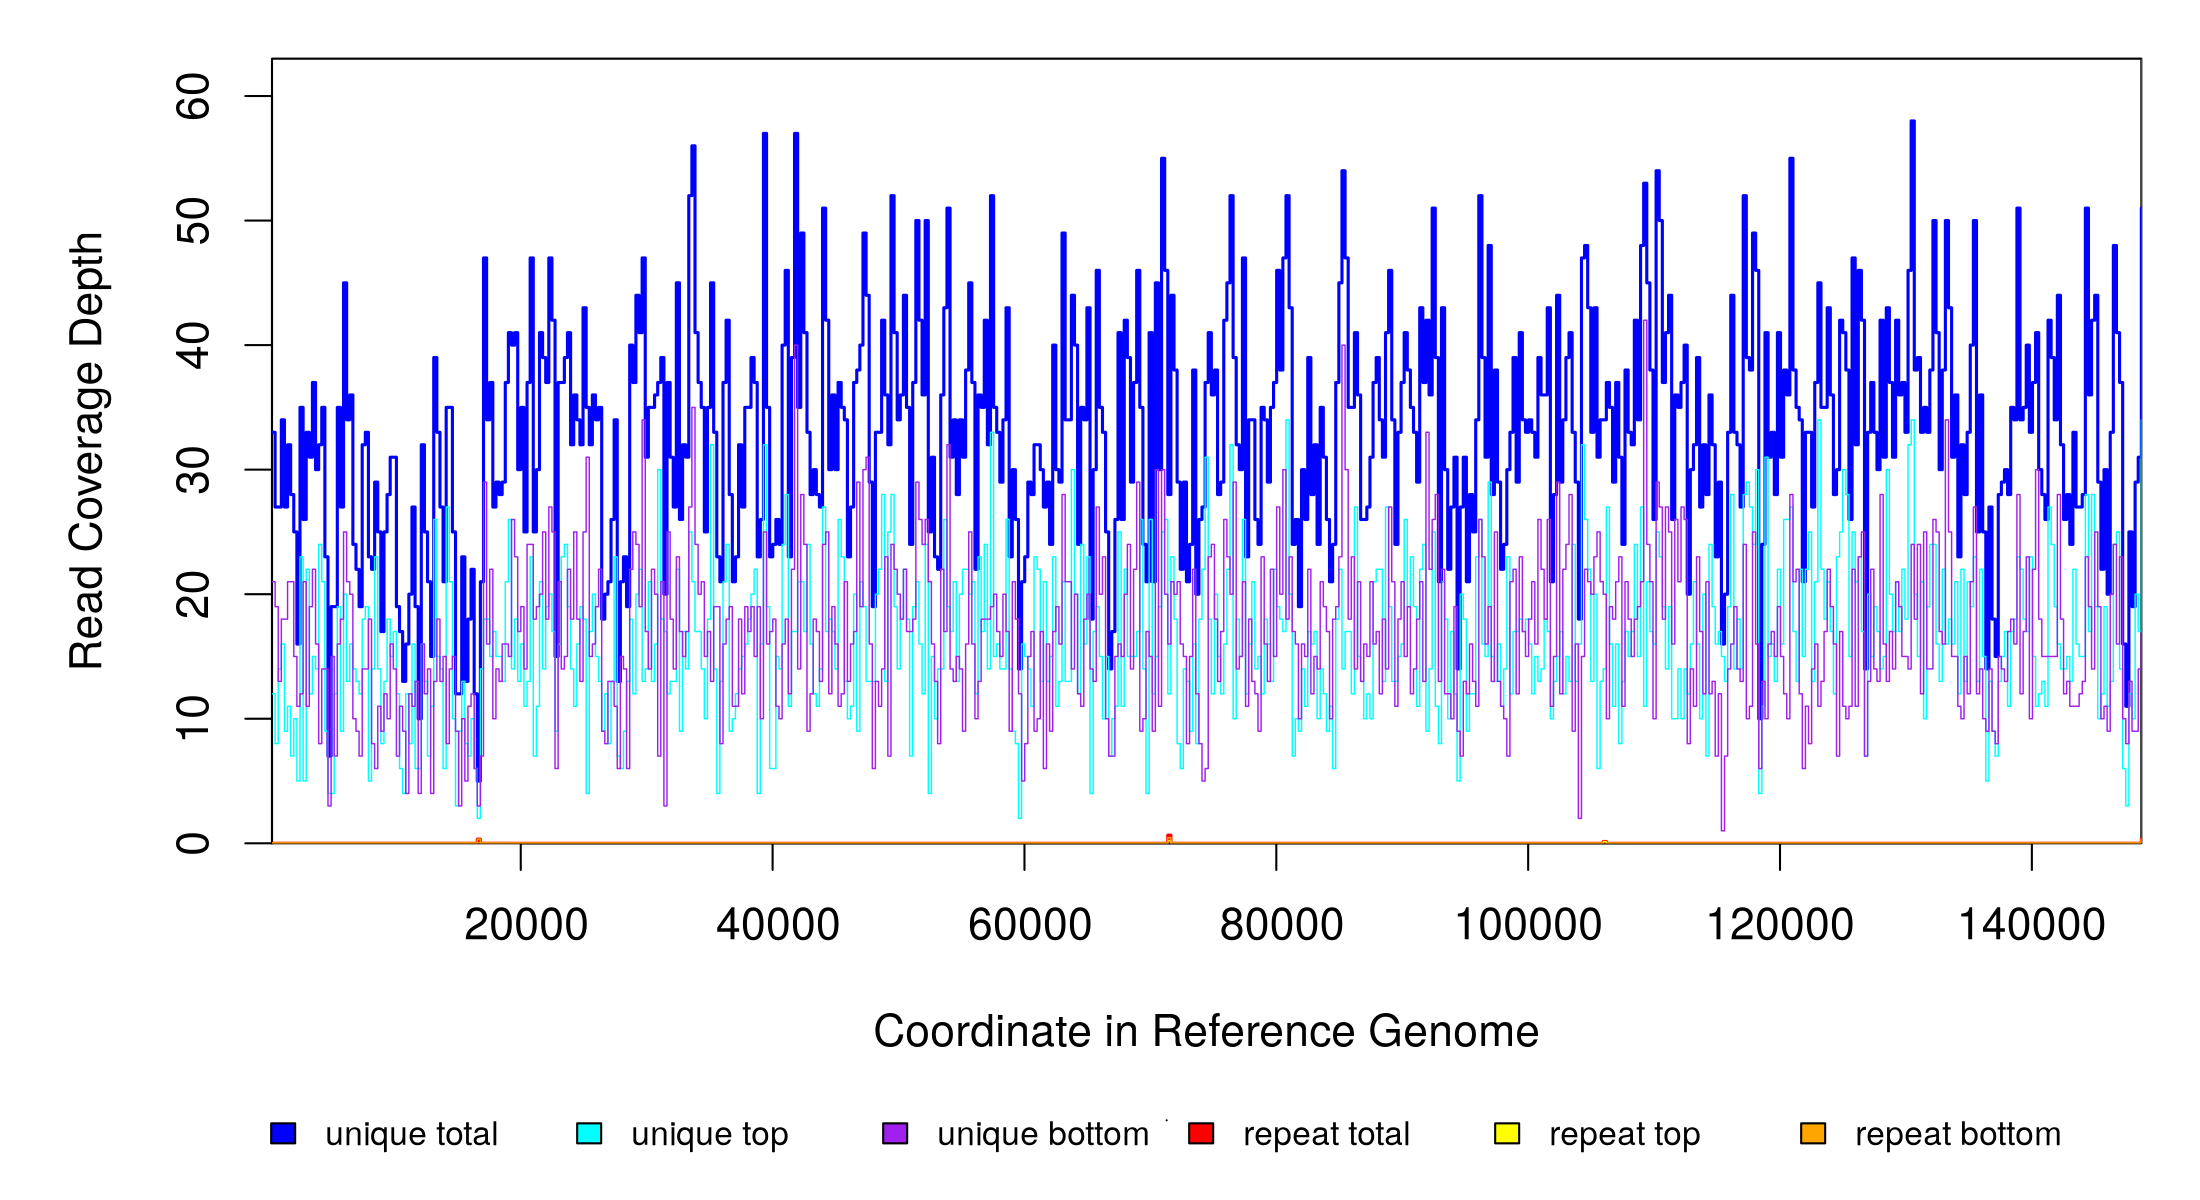 Read Coverage Depth
60
50
40
30
20
10
0
20000 40000 60000 80000 100000 120000 140000
Coordinate in Reference Genome
unique total unique top unique bottom repeat total repeat top repeat bottom